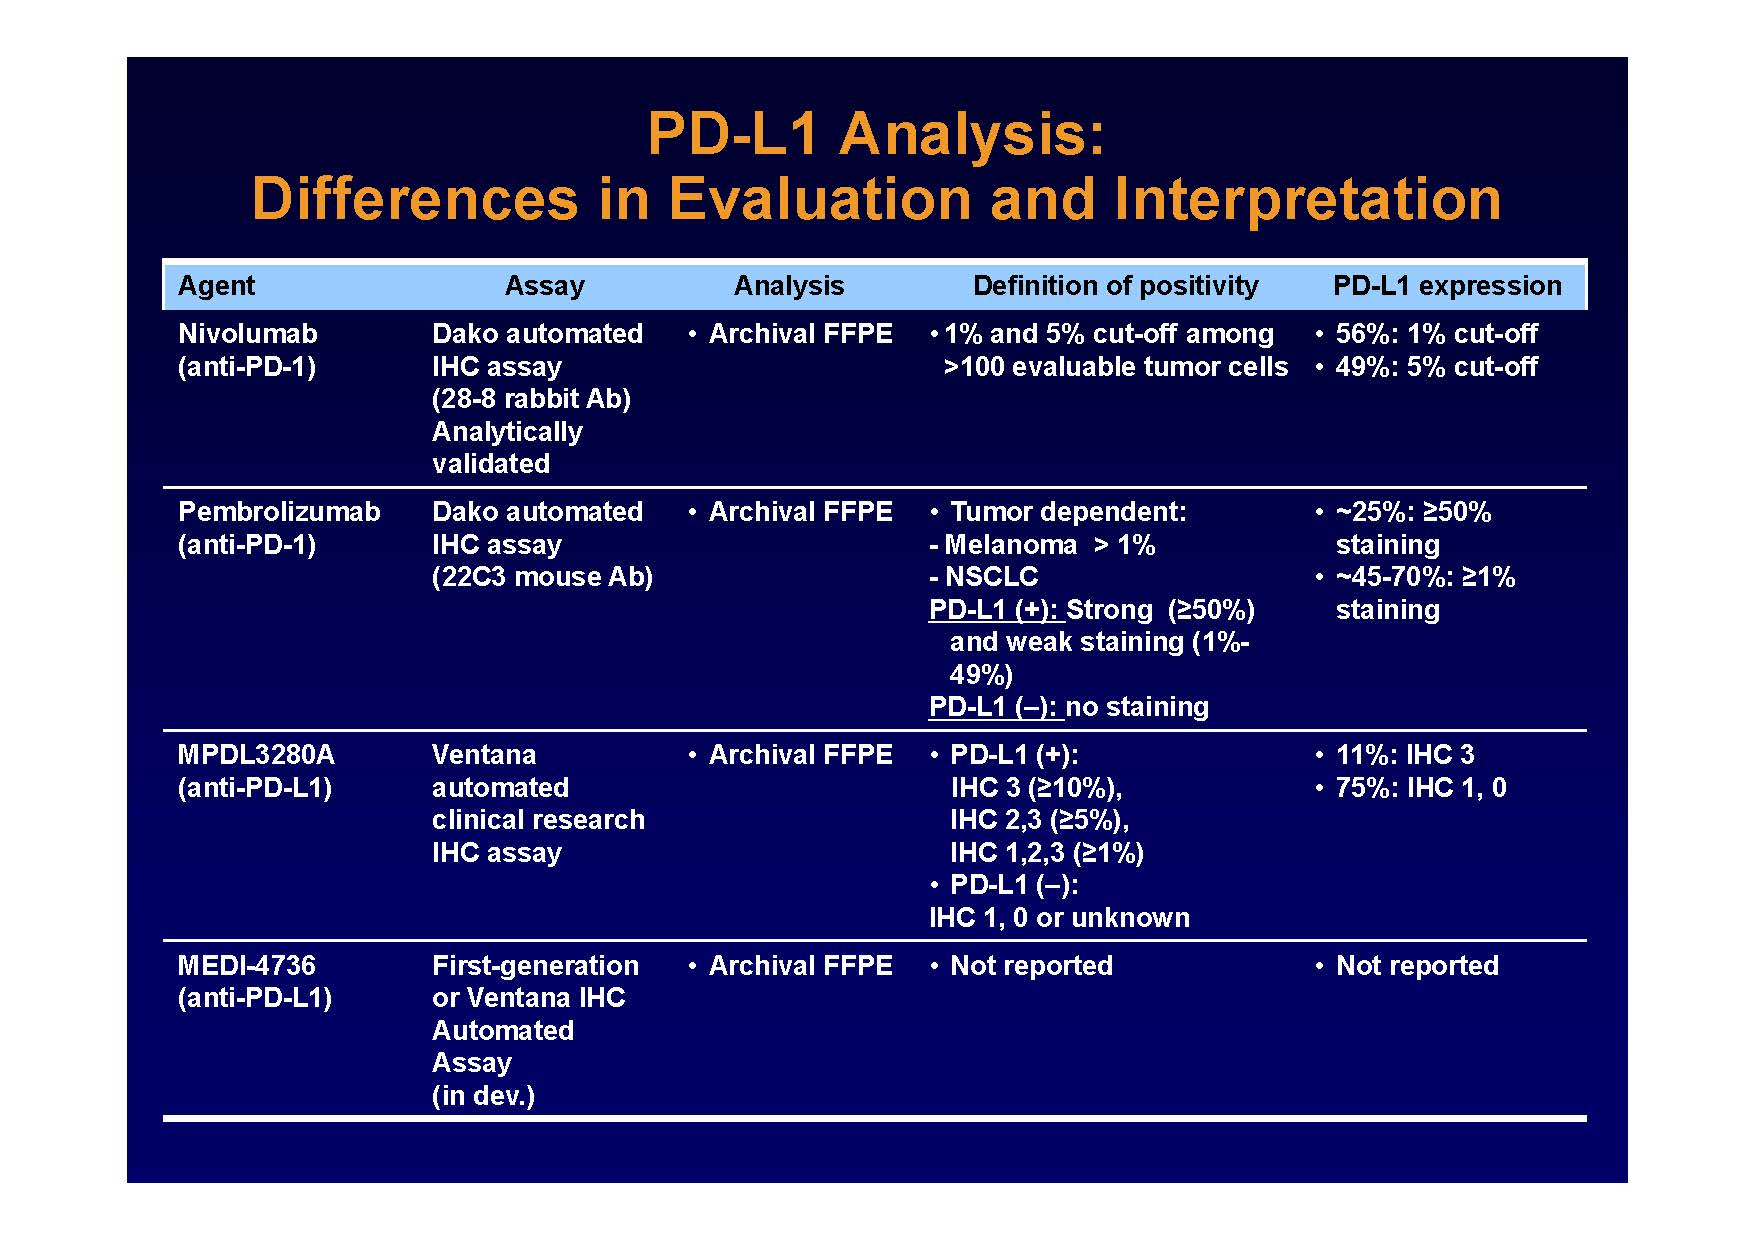 PD-L1 Analysis:
Differences in Evaluation and Interpretation
Agent Assay Analysis Definition of positivity PD-L1 expression
Nivolumab
(anti-PD-1)
Dako automated
IHC assay
(28-8 rabbit Ab)
Analytically
validated
• Archival FFPE
• 1% and 5% cut-off among
>100 evaluable tumor cells
• 56%: 1% cut-off
• 49%: 5% cut-off
Pembrolizumab
(anti-PD-1)
Dako automated
IHC assay
(22C3 mouse Ab)
• Archival FFPE
• Tumor dependent:
- Melanoma > 1%
- NSCLC
PD-L1 (+): Strong (≥50%)
and weak staining (1%-
49%)
PD-L1 (–): no staining
• ~25%: ≥50%
staining
• ~45-70%: ≥1%
staining
MPDL3280A
(anti-PD-L1)
Ventana
automated
clinical research
IHC assay
• Archival FFPE
• PD-L1 (+):
IHC 3 (≥10%),
IHC 2,3 (≥5%),
IHC 1,2,3 (≥1%)
• PD-L1 (–):
IHC 1, 0 or unknown
• 11%: IHC 3
• 75%: IHC 1, 0
MEDI-4736
(anti-PD-L1)
First-generation
or Ventana IHC
Automated
Assay
(in dev.)
• Archival FFPE
• Not reported
• Not reported